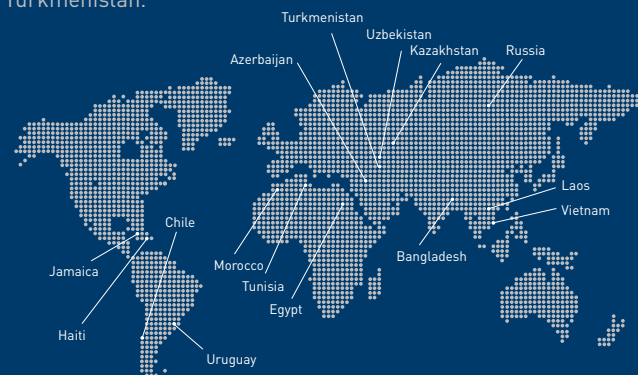 Turkmenistan.
Turkmenistan
Uzbekistan
Kazakhstan
Russia
Azerbaijan
Laos
Vietnam
Chile
Bangladesh
Morocco
Jamaica
Tunisia
Egypt
Haiti
Uruguay